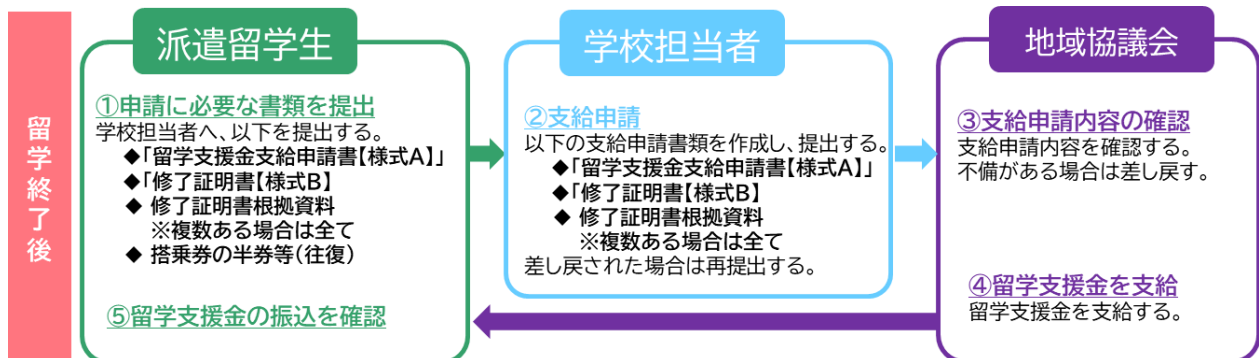 留学終了後
派遣留学生
①申請に必要な書類を提出
学校担当者へ、以下を提出する。
◆「留学支援金支給申請書【様式A】」
◆「修了証明書【様式B】
◆ 修了証明書根拠資料
※複数ある場合は全て
◆ 搭乗券の半券等(往復)
⑤留学支援金の振込を確認
学校担当者
②支給申請
以下の支給申請書類を作成し、提出する。
◆「留学支援金支給申請書【様式A】」
◆「修了証明書【様式B】
◆ 修了証明書根拠資料
※複数ある場合は全て
差し戻された場合は再提出する。
地域協議会
③支給申請内容の確認
支給申請内容を確認する。
不備がある場合は差し戻す。
④留学支援金を支給
留学支援金を支給する。